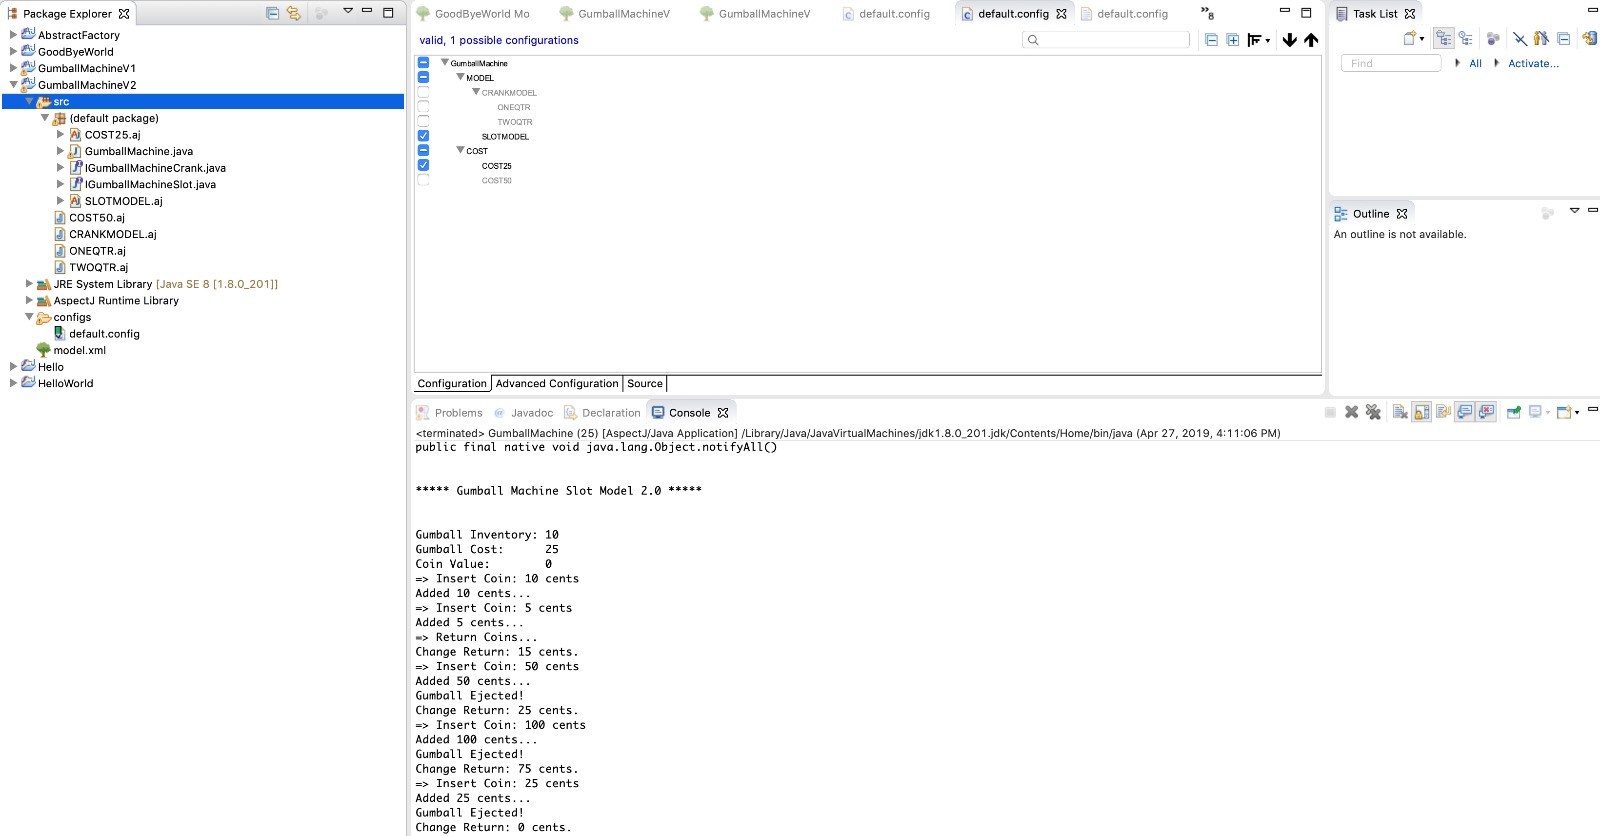 Package Explorer
AbstractFactory
GoodByeWorld
GumballMachineV1
GumballMachineV2
src
(default package)
COST25.aj
GumballMachine.java
IGumballMachineCrank.java
IGumballMachineSlot.java
SLOTMODEL.aj
COST50.aj
CRANKMODEL.aj
ONEQTR.aj
TWOQTR.aj
JRE System Library [Java SE 8 [1.8.0_201]]
AspectJ Runtime Library
configs
default.config
model.xml
Hello
HelloWorld
GoodByeWorld Mo
GumballMachineV
GumballMachineV
default.config
default.config
default.config
»8
valid, 1 possible configurations
GumballMachine
MODEL
CRANKMODEL
ONEQTR
TWOQTR
SLOTMODEL
COST
COST25
COST50
Configuration
Advanced Configuration
Source
Task List
Find
All
Activate...
Outline
An outline is not available.
Problems
Javadoc
Declaration
Console
<terminated> GumballMachine (25) [AspectJ/Java Application] /Library/Java/JavaVirtualMachines/jdk1.8.0_201.jdk/Contents/Home/bin/java (Apr 27, 2019, 4:11:06 PM)
public final native void java.lang.Object.notifyAll()
***** Gumball Machine Slot Model 2.0 *****
Gumball Inventory: 10
Gumball Cost: 25
Coin Value: 0
=> Insert Coin: 10 cents
Added 10 cents...
=> Insert Coin: 5 cents
Added 5 cents...
=> Return Coins...
Change Return: 15 cents.
=> Insert Coin: 50 cents
Added 50 cents...
Gumball Ejected!
Change Return: 25 cents.
=> Insert Coin: 100 cents
Added 100 cents...
Gumball Ejected!
Change Return: 75 cents.
=> Insert Coin: 25 cents
Added 25 cents...
Gumball Ejected!
Change Return: 0 cents.